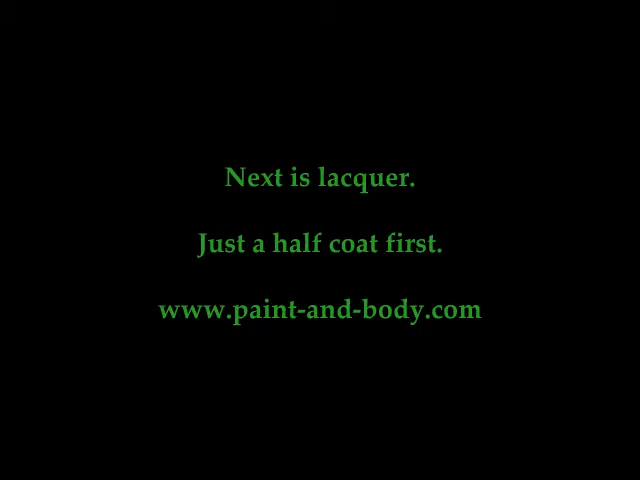 Next is lacquer.
Just a half coat first.
www.paint-and-body.com